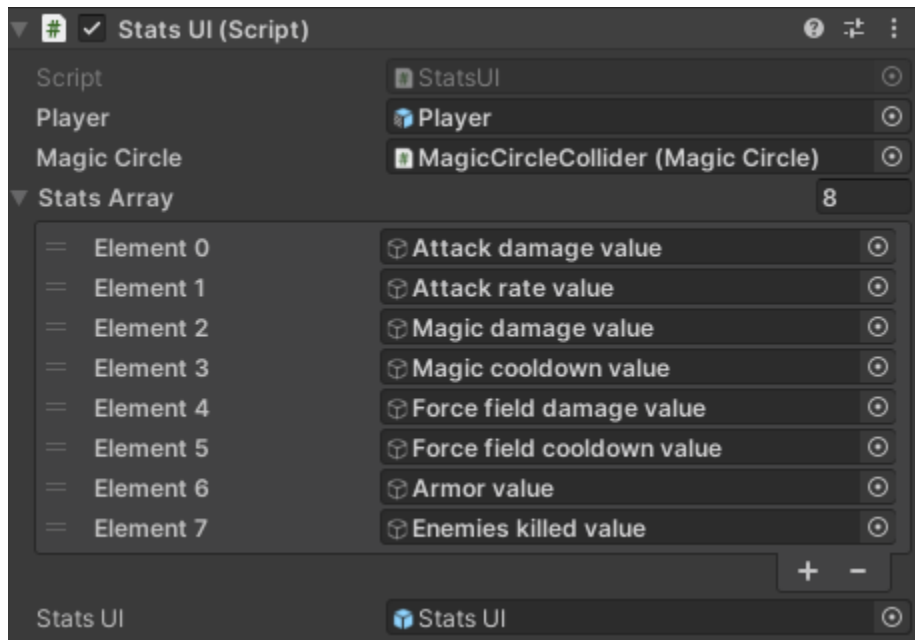 Stats UI (Script)
Script StatsUI
Player Player
Magic Circle MagicCircleCollider (Magic Circle)
Stats Array 8
Element 0 Attack damage value
Element 1 Attack rate value
Element 2 Magic damage value
Element 3 Magic cooldown value
Element 4 Force field damage value
Element 5 Force field cooldown value
Element 6 Armor value
Element 7 Enemies killed value
Stats UI Stats UI